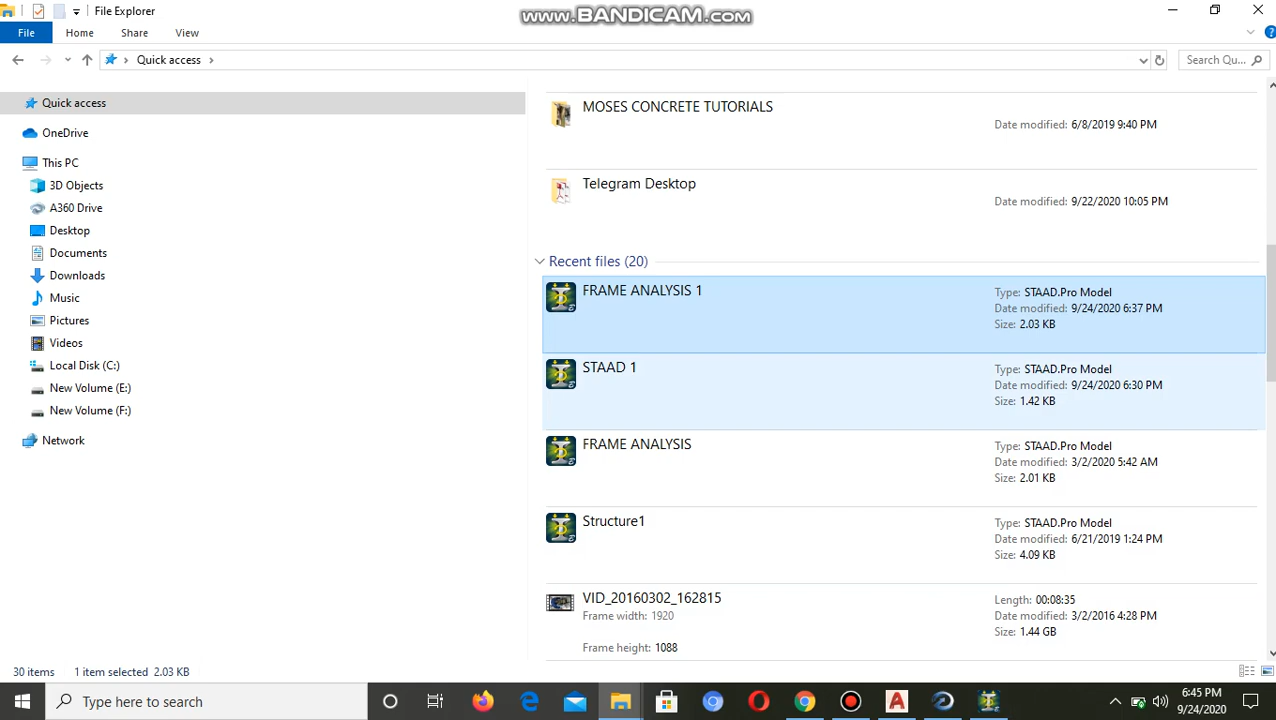 File Explorer
www.BANDICAM.com
File Home Share View
Quick access
Search Qu...
Quick access
OneDrive
This PC
3D Objects
A360 Drive
Desktop
Documents
Downloads
Music
Pictures
Videos
Local Disk (C:)
New Volume (E:)
New Volume (F:)
Network
MOSES CONCRETE TUTORIALS
Date modified: 6/8/2019 9:40 PM
Telegram Desktop
Date modified: 9/22/2020 10:05 PM
Recent files (20)
FRAME ANALYSIS 1
Type: STAAD.Pro Model
Date modified: 9/24/2020 6:37 PM
Size: 2.03 KB
STAAD 1
Type: STAAD.Pro Model
Date modified: 9/24/2020 6:30 PM
Size: 1.42 KB
FRAME ANALYSIS
Type: STAAD.Pro Model
Date modified: 3/2/2020 5:42 AM
Size: 2.01 KB
Structure1
Type: STAAD.Pro Model
Date modified: 6/21/2019 1:24 PM
Size: 4.09 KB
VID_20160302_162815
Length: 00:08:35
Frame width: 1920
Date modified: 3/2/2016 4:28 PM
Size: 1.44 GB
Frame height: 1088
30 items 1 item selected 2.03 KB
Type here to search
6:45 PM
9/24/2020